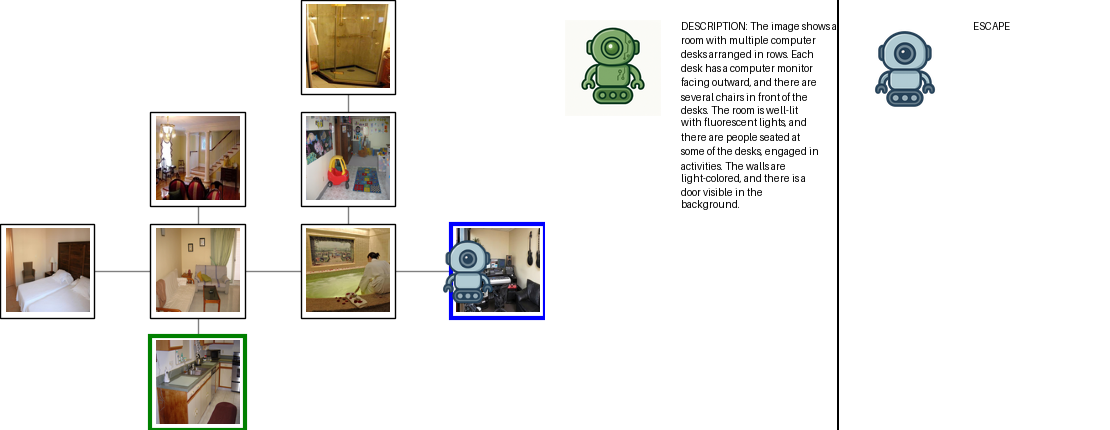 DESCRIPTION: The image shows a
room with multiple computer
desks arranged in rows. Each
desk has a computer monitor
facing outward, and there are
several chairs in front of the
desks. The room is well-lit
with fluorescent lights, and
there are people seated at
some of the desks, engaged in
activities. The walls are
light-colored, and there is a
door visible in the
background.
ESCAPE